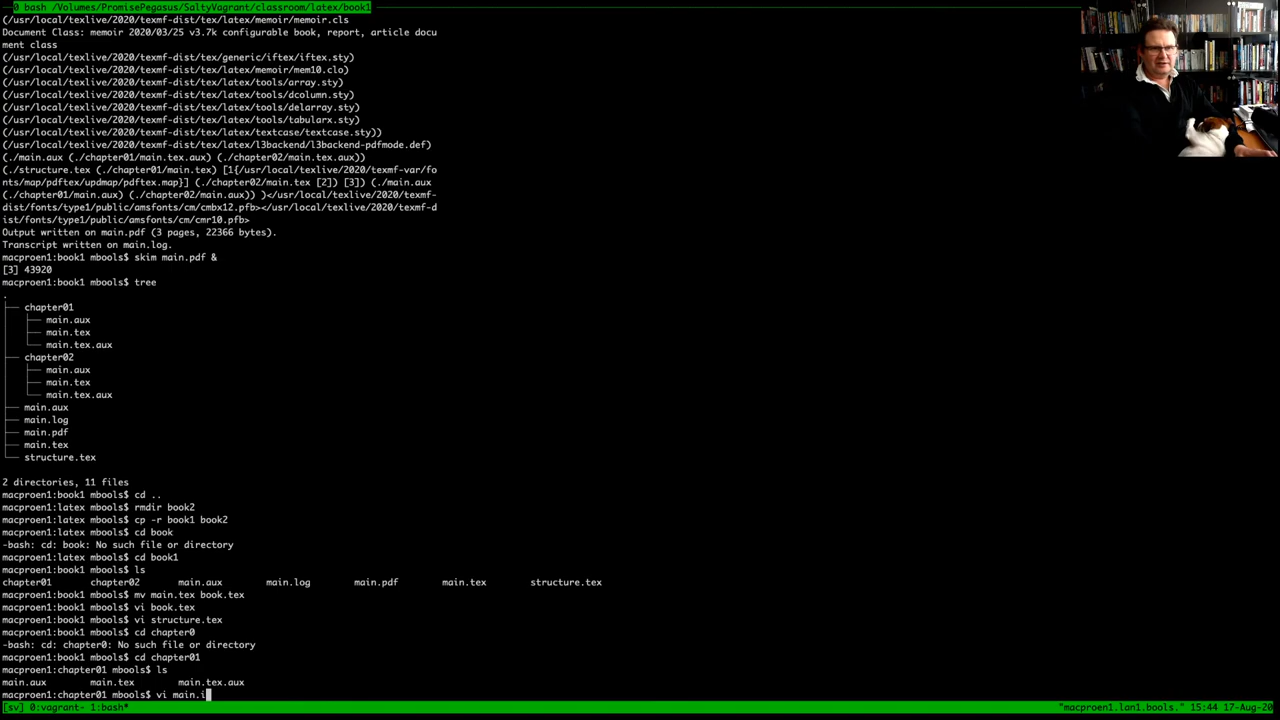 0 bash /Volumes/PromisePegasus/SaltyVagrant/classroom/latex/book1
(/usr/local/texlive/2020/texmf-dist/tex/latex/memoir/memoir.cls
Document Class: memoir 2020/03/25 v3.7k configurable book, report, article docu
ment class
(/usr/local/texlive/2020/texmf-dist/tex/generic/iftex/iftex.sty)
(/usr/local/texlive/2020/texmf-dist/tex/latex/memoir/mem10.clo)
(/usr/local/texlive/2020/texmf-dist/tex/latex/tools/array.sty)
(/usr/local/texlive/2020/texmf-dist/tex/latex/tools/dcolumn.sty)
(/usr/local/texlive/2020/texmf-dist/tex/latex/tools/delarray.sty)
(/usr/local/texlive/2020/texmf-dist/tex/latex/tools/tabularx.sty)
(/usr/local/texlive/2020/texmf-dist/tex/latex/textcase/textcase.sty))
(/usr/local/texlive/2020/texmf-dist/tex/latex/l3backend/l3backend-pdfmode.def)
(./main.aux (./chapter01/main.tex.aux) (./chapter02/main.tex.aux))
(./structure.tex (./chapter01/main.tex) [1{/usr/local/texlive/2020/texmf-var/fo
nts/map/pdftex/updmap/pdftex.map}] (./chapter02/main.tex [2]) [3]) (./main.aux
(./chapter01/main.aux) (./chapter02/main.aux)) )</usr/local/texlive/2020/texmf-
dist/fonts/type1/public/amsfonts/cm/cmbx12.pfb></usr/local/texlive/2020/texmf-d
ist/fonts/type1/public/amsfonts/cm/cmr10.pfb>
Output written on main.pdf (3 pages, 22366 bytes).
Transcript written on main.log.
macproen1:book1 mbools$ skim main.pdf &
[3] 43920
macproen1:book1 mbools$ tree
.
├── chapter01
│   ├── main.aux
│   ├── main.tex
│   └── main.tex.aux
├── chapter02
│   ├── main.aux
│   ├── main.tex
│   └── main.tex.aux
├── main.aux
├── main.log
├── main.pdf
├── main.tex
└── structure.tex
2 directories, 11 files
macproen1:book1 mbools$ cd ..
macproen1:latex mbools$ rmdir book2
macproen1:latex mbools$ cp -r book1 book2
macproen1:latex mbools$ cd book
-bash: cd: book: No such file or directory
macproen1:latex mbools$ cd book1
macproen1:book1 mbools$ ls
chapter01 chapter02 main.aux main.log main.pdf main.tex structure.tex
macproen1:book1 mbools$ mv main.tex book.tex
macproen1:book1 mbools$ vi book.tex
macproen1:book1 mbools$ vi structure.tex
macproen1:book1 mbools$ cd chapter0
-bash: cd: chapter0: No such file or directory
macproen1:book1 mbools$ cd chapter01
macproen1:chapter01 mbools$ ls
main.aux main.tex main.tex.aux
macproen1:chapter01 mbools$ vi main.i
[sv] 0:vagrant- 1:bash* "macproen1.lan1.bools." 15:44 17-Aug-20